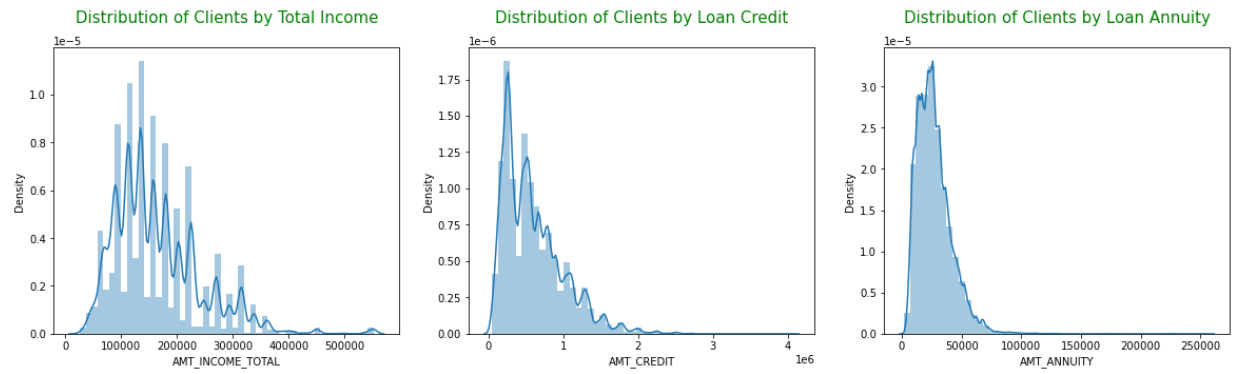 Distribution of Clients by Total Income
1e−5
1.0
0.8
0.6
0.4
0.2
0.0
Density
0
100000
200000
300000
400000
500000
AMT_INCOME_TOTAL
Distribution of Clients by Loan Credit
1e−6
1.75
1.50
1.25
1.00
0.75
0.50
0.25
0.00
Density
0
1
2
3
4
1e6
AMT_CREDIT
Distribution of Clients by Loan Annuity
1e−5
3.0
2.5
2.0
1.5
1.0
0.5
0.0
Density
0
50000
100000
150000
200000
250000
AMT_ANNUITY